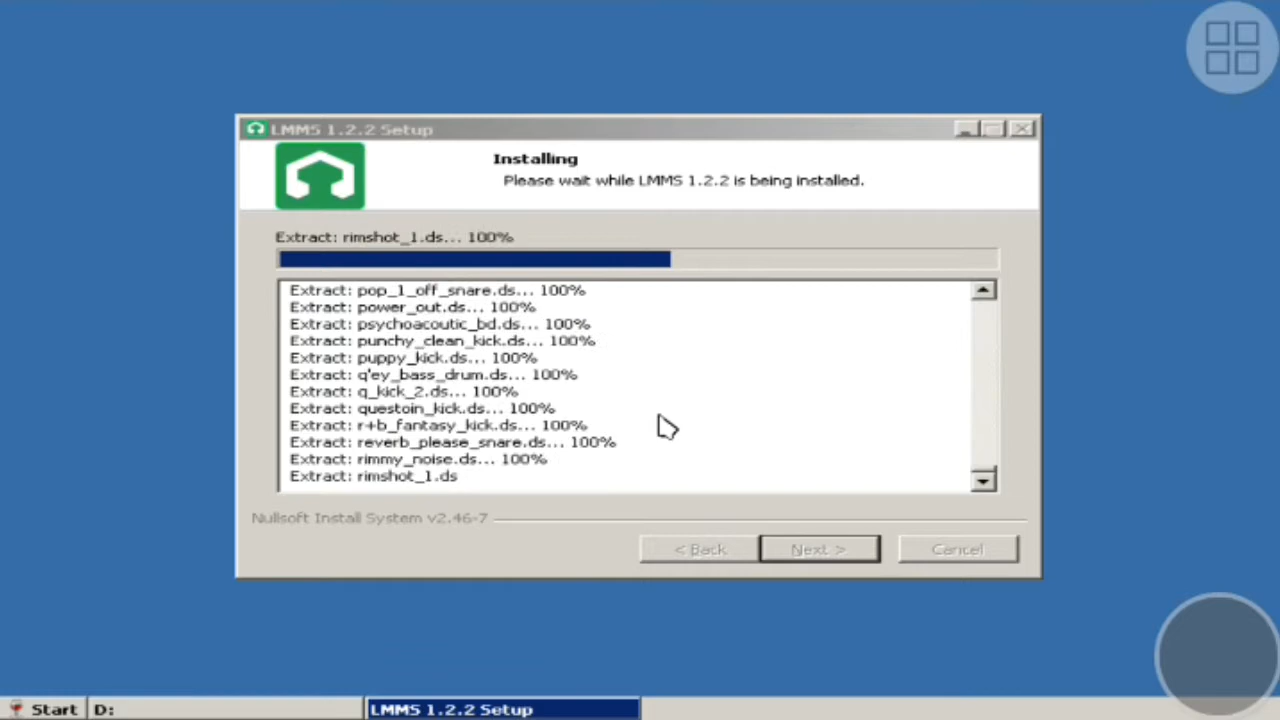 LMMS 1.2.2 Setup
Installing
Please wait while LMMS 1.2.2 is being installed.
Extract: rimshot_1.ds... 100%
Extract: pop_1_off_snare.ds... 100%
Extract: power_out.ds... 100%
Extract: psychoacoutic_bd.ds... 100%
Extract: punchy_clean_kick.ds... 100%
Extract: puppy_kick.ds... 100%
Extract: q'ey_bass_drum.ds... 100%
Extract: q_kick_2.ds... 100%
Extract: questoin_kick.ds... 100%
Extract: r+b_fantasy_kick.ds... 100%
Extract: reverb_please_snare.ds... 100%
Extract: rimmy_noise.ds... 100%
Extract: rimshot_1.ds
Nullsoft Install System v2.46-7
< Back Next > Cancel
Start D: LMMS 1.2.2 Setup